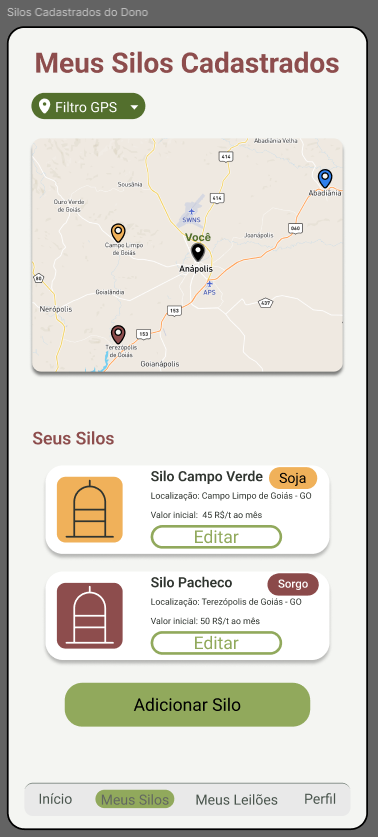 Silos Cadastrados do Dono
Meus Silos Cadastrados
Filtro GPS
Abadiânia Velha
414
Sousânia
414
Abadiânia
Ouro Verde
de Goiás
SWNS
060
Você
Joanápolis
Campo Limpo
de Goiás
Anápolis
80
APS
Goialândia
437
Nerópolis
153
153
Terezópolis
de Goiás
Goianápolis
Seus Silos
Silo Campo Verde
Soja
Localização: Campo Limpo de Goiás - GO
Valor inicial: 45 R$/t ao mês
Editar
Silo Pacheco
Sorgo
Localização: Terezópolis de Goiás - GO
Valor inicial: 50 R$/t ao mês
Editar
Adicionar Silo
Início Meus Silos Meus Leilões Perfil